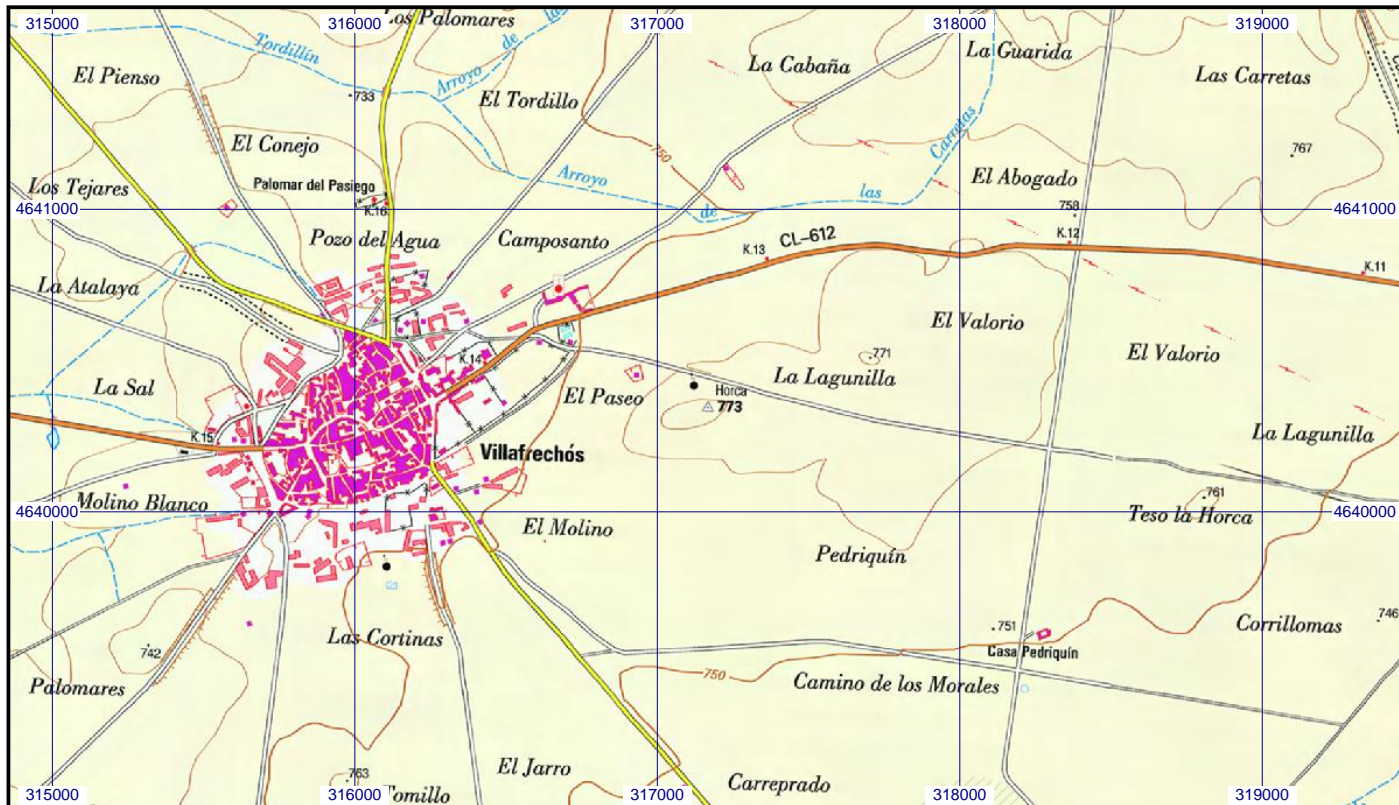 315000
316000
317000
318000
319000
Los Palomares
Tordillín
Arroyo de las
El Pienso
733
El Tordillo
La Cabaña
La Guarida
Las Carretas
El Conejo
750
Carretas
767
Los Tejares
Palomar del Pasiego
Arroyo
de
las
El Abogado
K.16
758
4641000
4641000
Pozo del Agua
Camposanto
K.13
CL-612
K.12
K.11
La Atalaya
El Valorio
771
El Valorio
K.14
La Lagunilla
La Sal
El Paseo
Horca
773
K.15
La Lagunilla
Villafrechós
Molino Blanco
761
Teso la Horca
4640000
4640000
El Molino
Pedriquín
751
746
Las Cortinas
Corrillomas
742
Casa Pedriquín
Palomares
750
Camino de los Morales
763
El Jarro
Carreprado
Tomillo
315000
316000
317000
318000
319000